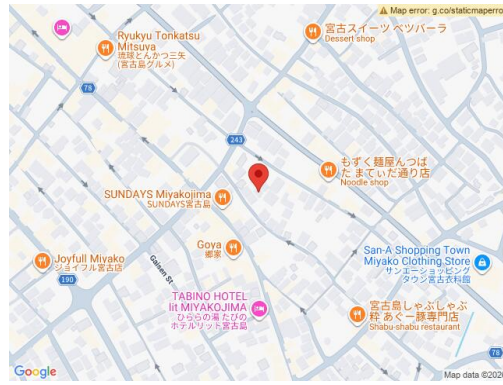 Map error: g.co/staticmaperro
Ryukyu Tonkatsu
Mitsuya
琉球とんかつ三矢
(宮古島グルメ)
宮古スイーツ ベツバーラ
Dessert shop
78
243
もずく麺屋んつば
た まてぃだ通り店
Noodle shop
SUNDAYS Miyakojima
SUNDAYS宮古島
Goya
郷家
San-A Shopping Town
Miyako Clothing Store
サンエーショッピング
タウン宮古衣料館
Joyfull Miyako
ジョイフル宮古店
190
Gaisen St
TABINO HOTEL
lit MIYAKOJIMA
ひららの湯 たびの
ホテルリット宮古島
宮古島しゃぶしゃぶ
粋 あぐー豚専門店
Shabu-shabu restaurant
78
Google
Map data ©202